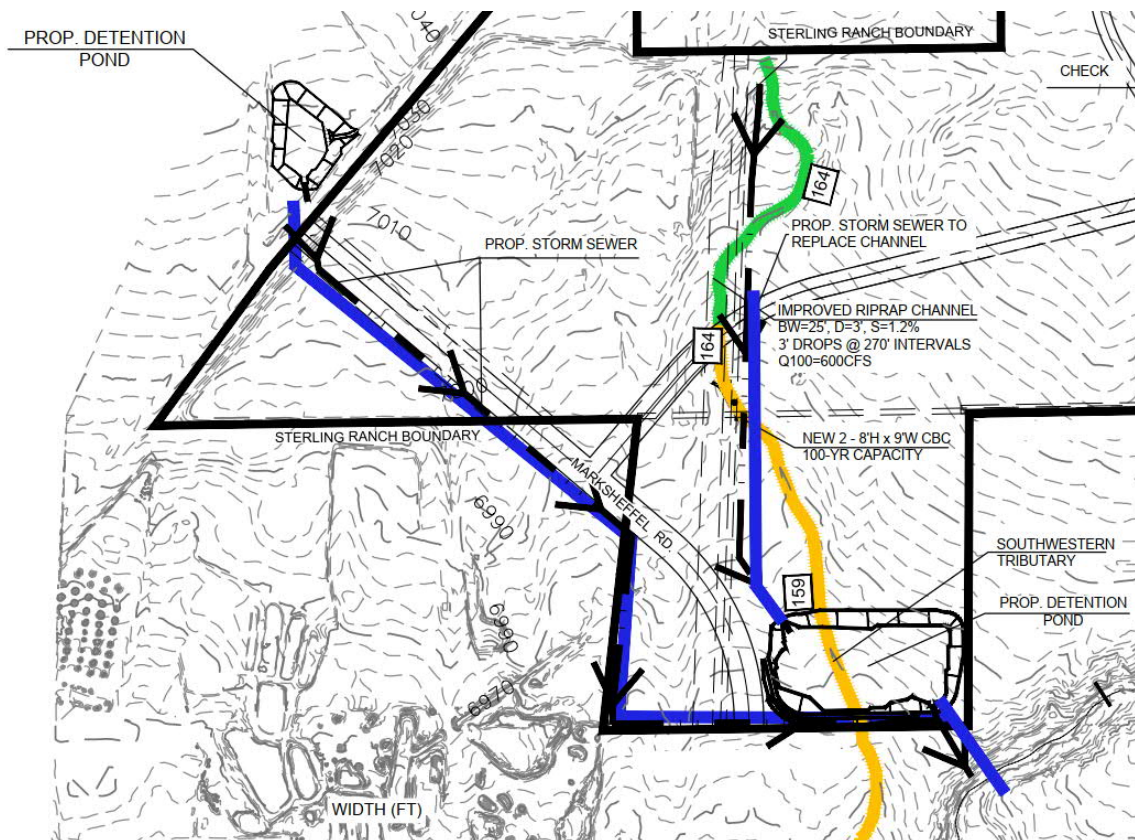 STERLING RANCH BOUNDARY
PROP. DETENTION
POND
CHECK
7030
7020
7010
164
PROP. STORM SEWER
PROP. STORM SEWER TO
REPLACE CHANNEL
IMPROVED RIPRAP CHANNEL
BW=25', D=3', S=1.2%
3' DROPS @ 270' INTERVALS
Q100=600CFS
164
STERLING RANCH BOUNDARY
NEW 2 - 8'H x 9'W CBC
100-YR CAPACITY
MARKSHEFFEL RD.
6990
SOUTHWESTERN
TRIBUTARY
159
PROP. DETENTION
POND
6990
6970
WIDTH (FT)